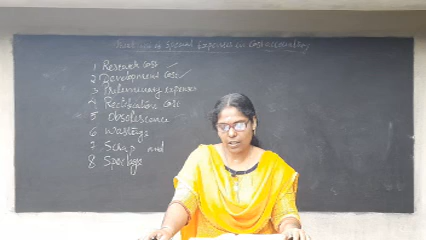 Treatment of Special Expenses in Cost accounting
1 Research cost ✓
2 Development cost ✓
3 Preliminary expenses
4 Rectification cost
5 Obsolescence
6 Wastage
7 Scrap and
8 Spoilage